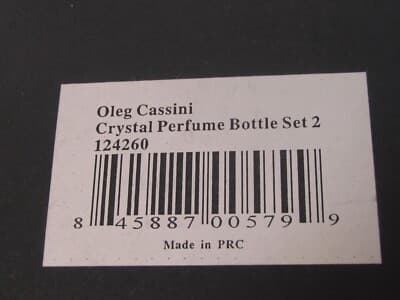 Oleg Cassini
Crystal Perfume Bottle Set 2
124260
8 45887 00579 9
Made in PRC